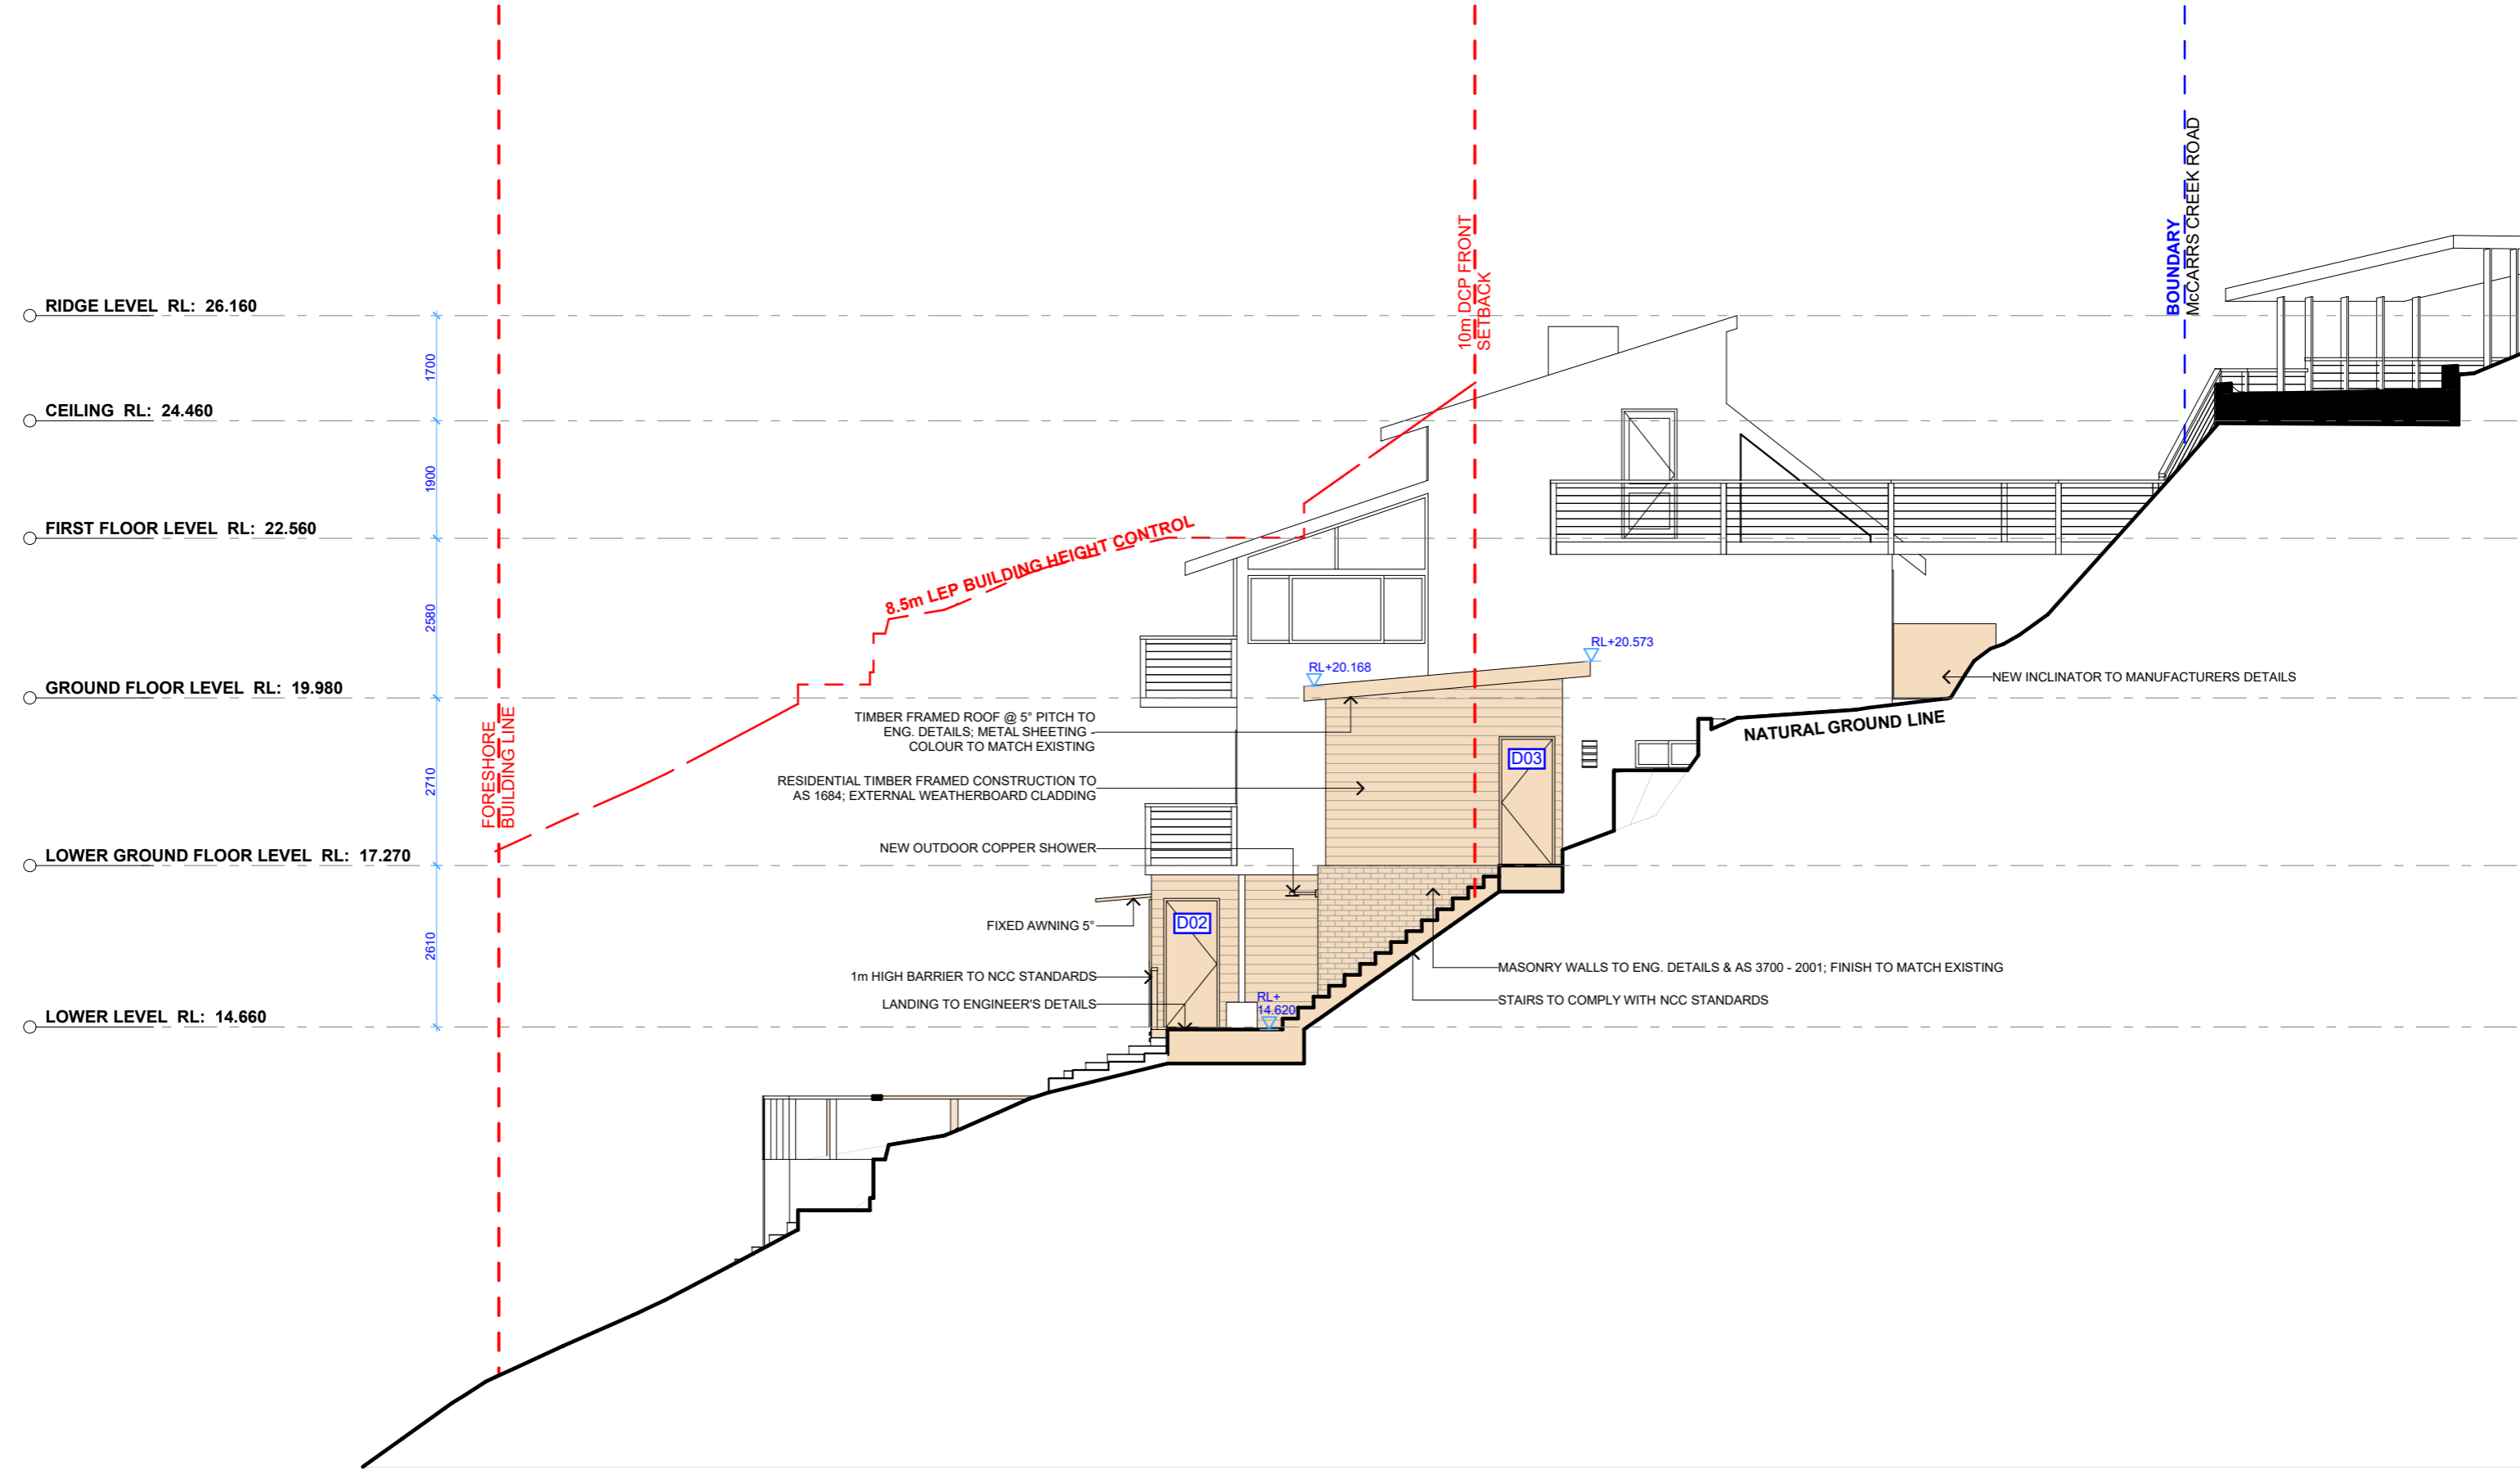 BOUNDARY
McCARRS CREEK ROAD
10m DCP FRONT
SETBACK
RIDGE LEVEL RL: 26.160
1700
CEILING RL: 24.460
1900
FIRST FLOOR LEVEL RL: 22.560
8.5m LEP BUILDING HEIGHT CONTROL
2580
RL+20.573
RL+20.168
NEW INCLINATOR TO MANUFACTURERS DETAILS
GROUND FLOOR LEVEL RL: 19.980
NATURAL GROUND LINE
TIMBER FRAMED ROOF @ 5° PITCH TO
ENG. DETAILS; METAL SHEETING -
COLOUR TO MATCH EXISTING
FORESHORE
BUILDING LINE
D03
2710
RESIDENTIAL TIMBER FRAMED CONSTRUCTION TO
AS 1684; EXTERNAL WEATHERBOARD CLADDING
NEW OUTDOOR COPPER SHOWER
LOWER GROUND FLOOR LEVEL RL: 17.270
D02
FIXED AWNING 5°
2610
MASONRY WALLS TO ENG. DETAILS & AS 3700 - 2001; FINISH TO MATCH EXISTING
1m HIGH BARRIER TO NCC STANDARDS
STAIRS TO COMPLY WITH NCC STANDARDS
LANDING TO ENGINEER'S DETAILS
RL+
14.620
LOWER LEVEL RL: 14.660